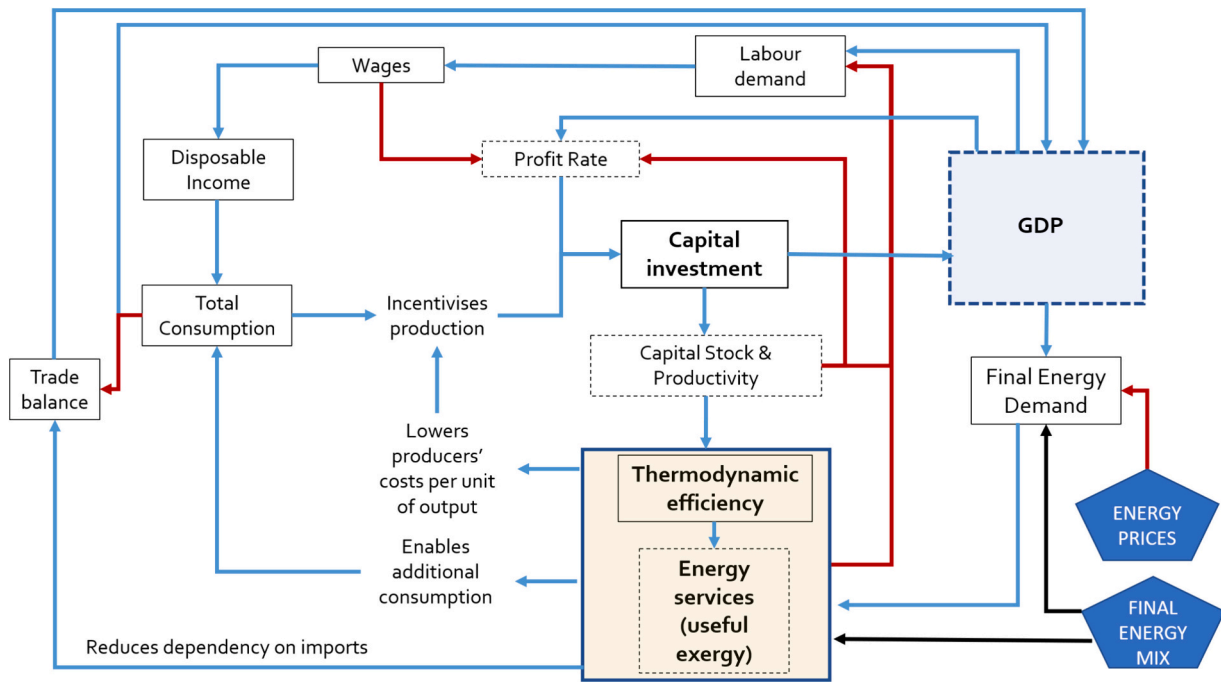 Wages
Labour
demand
Disposable
Income
Profit Rate
GDP
Capital
investment
Total
Consumption
Incentivises
production
Capital Stock &
Productivity
Trade
balance
Final Energy
Demand
Lowers
producers'
costs per unit
of output
Thermodynamic
efficiency
ENERGY
PRICES
Enables
additional
consumption
Energy
services
(useful
exergy)
FINAL
ENERGY
MIX
Reduces dependency on imports